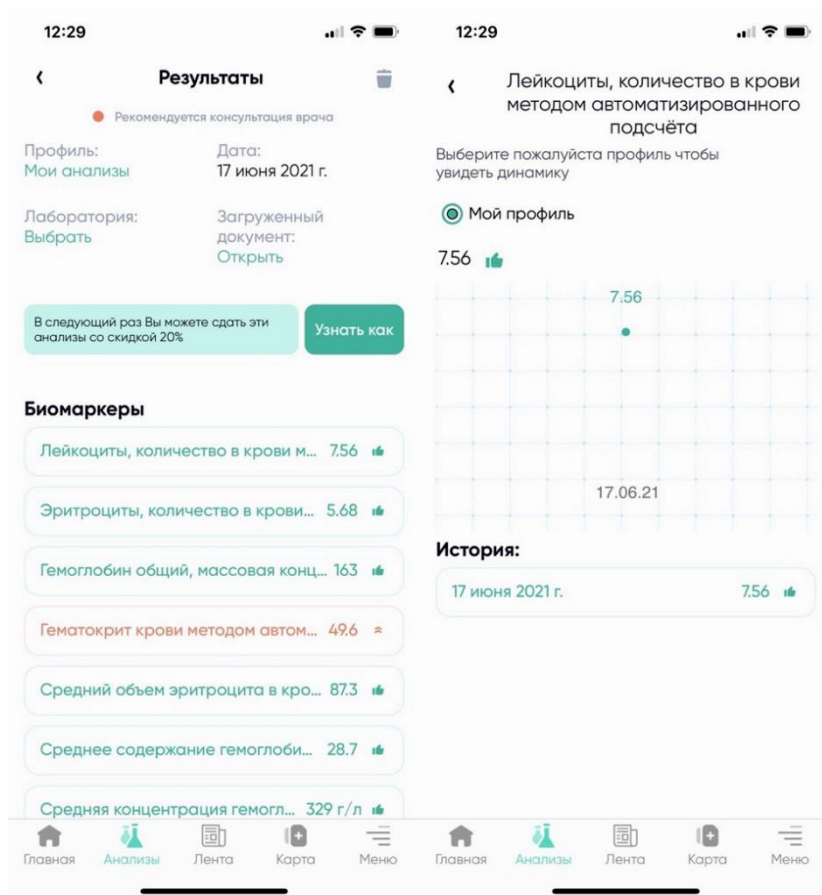 12:29
Результаты
Рекомендуется консультация врача
Профиль:
Мои анализы
Дата:
17 июня 2021 г.
Лаборатория:
Выбрать
Загруженный
документ:
Открыть
В следующий раз Вы можете сдать эти
анализы со скидкой 20%
Узнать как
Биомаркеры
Лейкоциты, количество в крови м... 7.56
Эритроциты, количество в крови... 5.68
Гемоглобин общий, массовая конц... 163
Гематокрит крови методом автом... 49.6
Средний объем эритроцита в кро... 87.3
Среднее содержание гемоглоби... 28.7
Средняя концентрация гемогл... 329 г/л
Главная Анализы Лента Карта Меню
12:29
Лейкоциты, количество в крови
методом автоматизированного
подсчёта
Выберите пожалуйста профиль чтобы
увидеть динамику
Мой профиль
7.56
7.56
17.06.21
История:
17 июня 2021 г. 7.56
Главная Анализы Лента Карта Меню